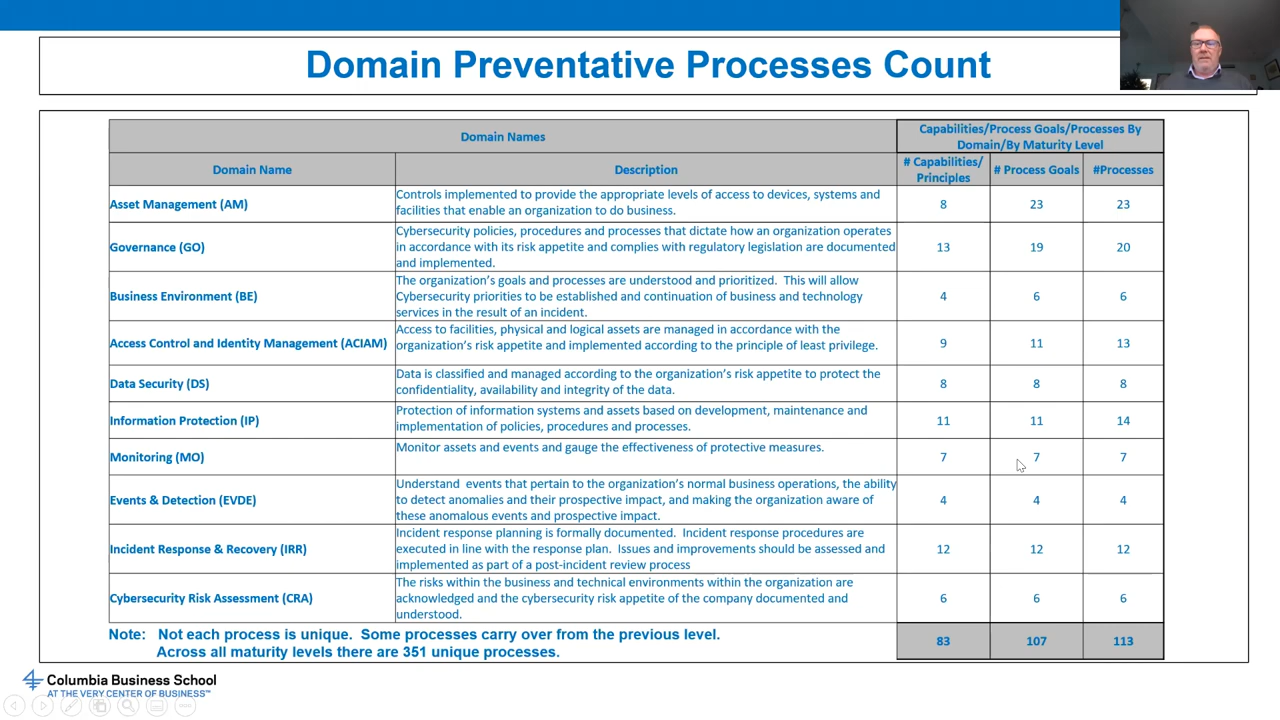 Domain Preventative Processes Count
Domain Names
Capabilities/Process Goals/Processes By
Domain/By Maturity Level
Domain Name
Description
# Capabilities/
Principles
# Process Goals
#Processes
Asset Management (AM)
Controls implemented to provide the appropriate levels of access to devices, systems and
facilities that enable an organization to do business.
8
23
23
Governance (GO)
Cybersecurity policies, procedures and processes that dictate how an organization operates
in accordance with its risk appetite and complies with regulatory legislation are documented
and implemented.
13
19
20
Business Environment (BE)
The organization's goals and processes are understood and prioritized. This will allow
Cybersecurity priorities to be established and continuation of business and technology
services in the result of an incident.
4
6
6
Access Control and Identity Management (ACIAM)
Access to facilities, physical and logical assets are managed in accordance with the
organization's risk appetite and implemented according to the principle of least privilege.
9
11
13
Data Security (DS)
Data is classified and managed according to the organization's risk appetite to protect the
confidentiality, availability and integrity of the data.
8
8
8
Information Protection (IP)
Protection of information systems and assets based on development, maintenance and
implementation of policies, procedures and processes.
11
11
14
Monitoring (MO)
Monitor assets and events and gauge the effectiveness of protective measures.
7
7
7
Events & Detection (EVDE)
Understand events that pertain to the organization's normal business operations, the ability
to detect anomalies and their prospective impact, and making the organization aware of
these anomalous events and prospective impact.
4
4
4
Incident Response & Recovery (IRR)
Incident response planning is formally documented. Incident response procedures are
executed in line with the response plan. Issues and improvements should be assessed and
implemented as part of a post-incident review process
12
12
12
Cybersecurity Risk Assessment (CRA)
The risks within the business and technical environments within the organization are
acknowledged and the cybersecurity risk appetite of the company documented and
understood.
6
6
6
Note: Not each process is unique. Some processes carry over from the previous level.
Across all maturity levels there are 351 unique processes.
83
107
113
Columbia Business School
AT THE VERY CENTER OF BUSINESS™